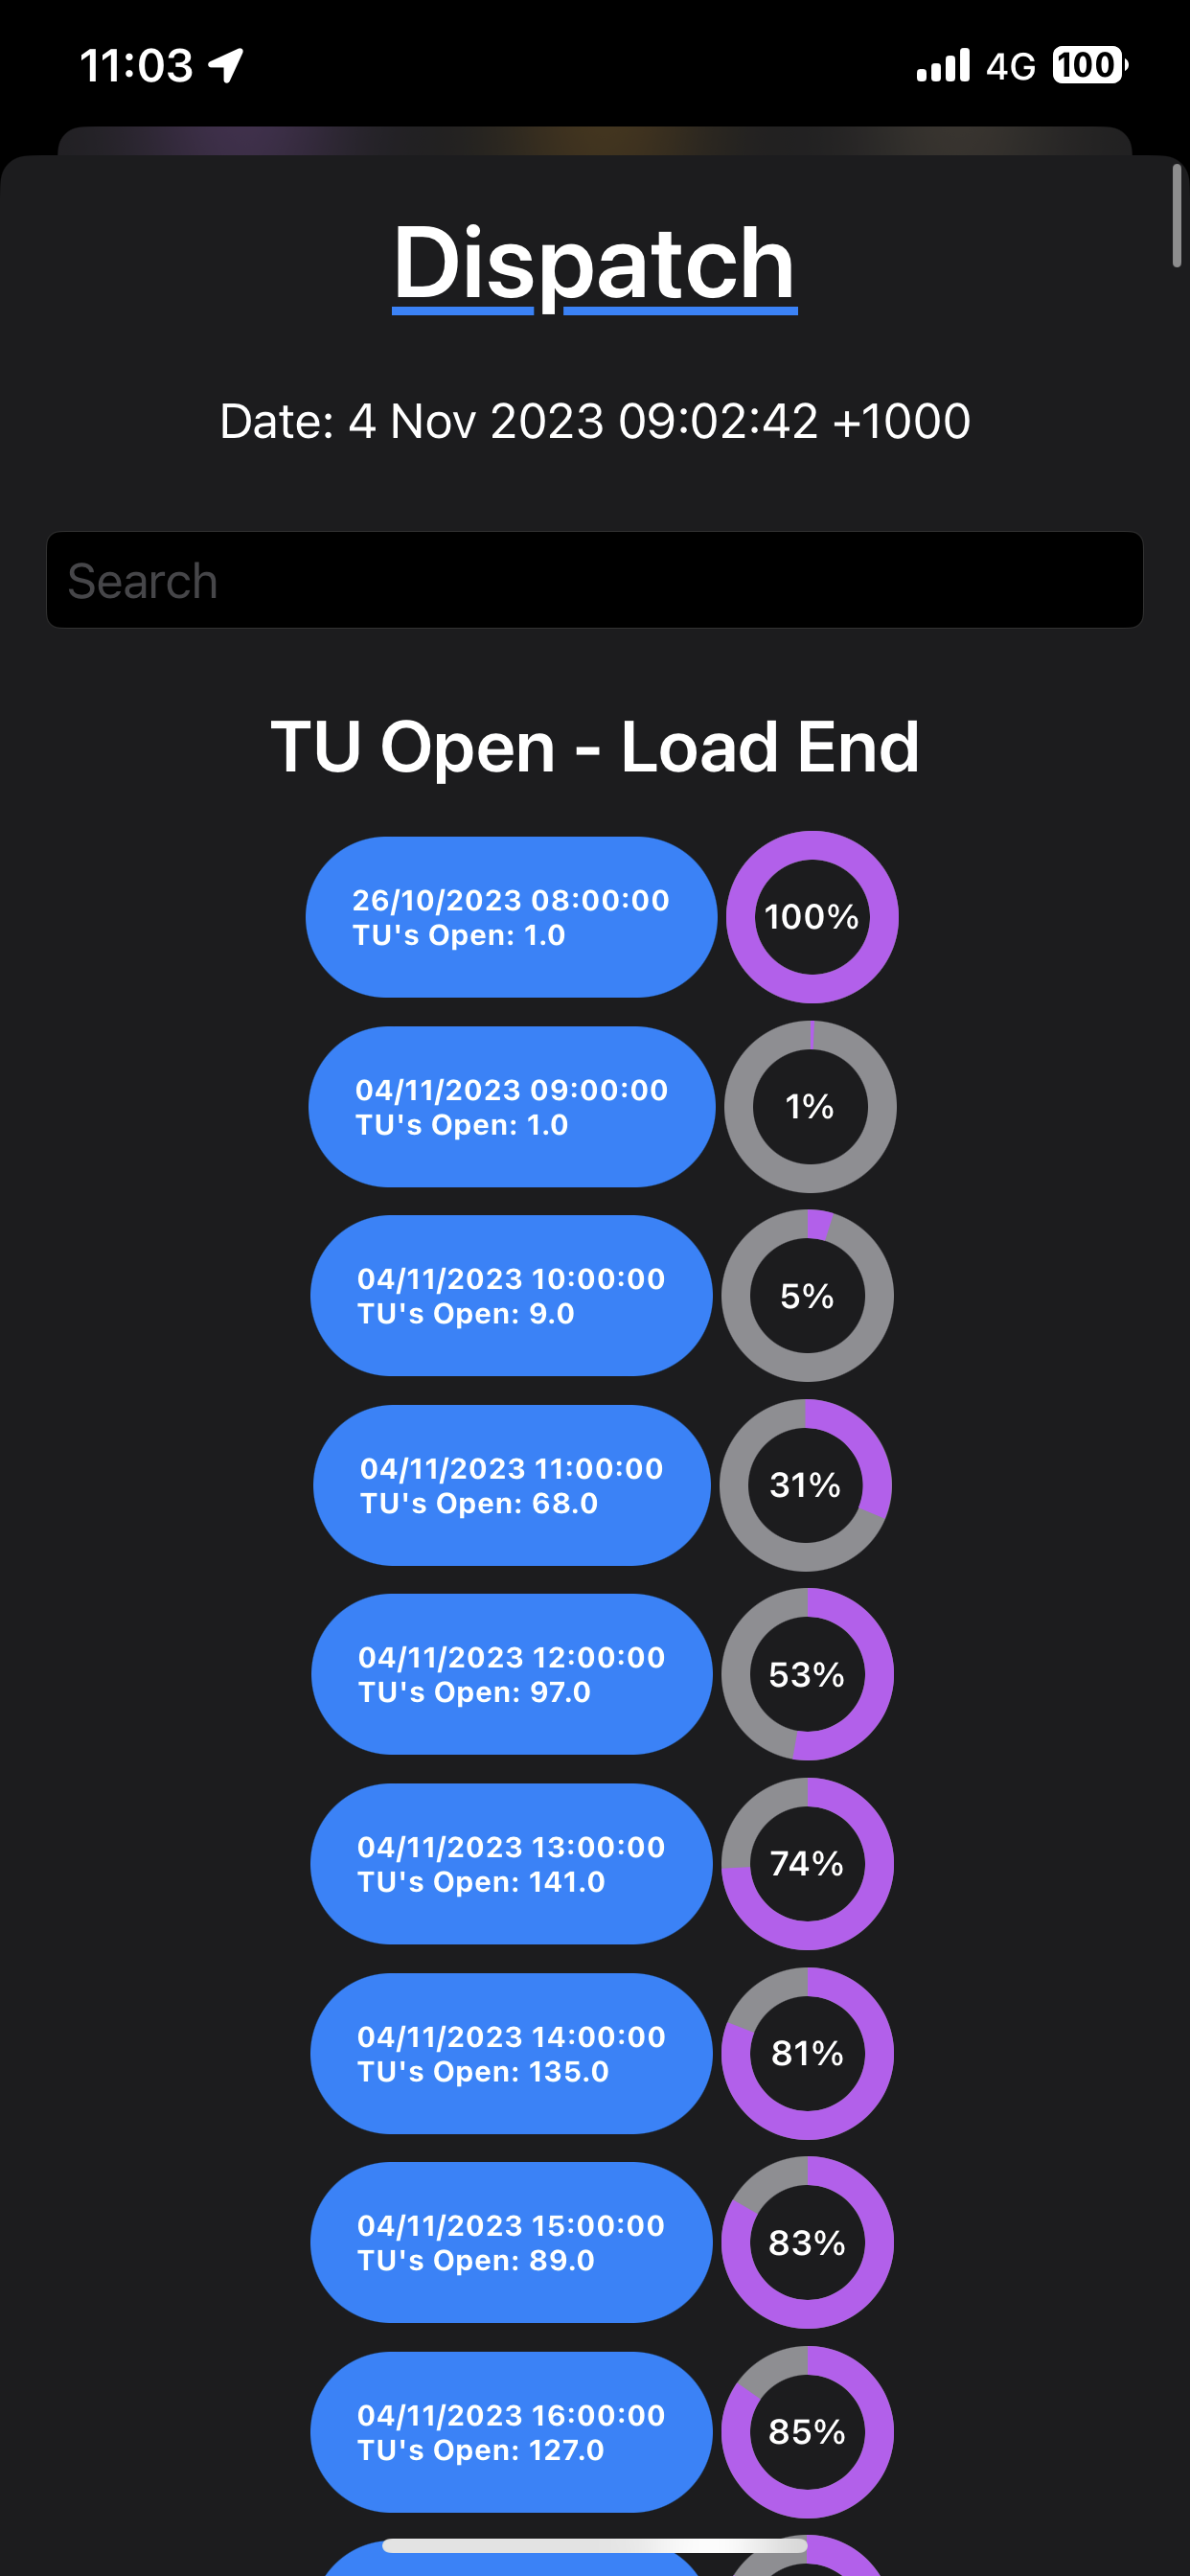 11:03
4G 100
Dispatch
Date: 4 Nov 2023 09:02:42 +1000
Search
TU Open - Load End
26/10/2023 08:00:00
TU's Open: 1.0
100%
04/11/2023 09:00:00
TU's Open: 1.0
1%
04/11/2023 10:00:00
TU's Open: 9.0
5%
04/11/2023 11:00:00
TU's Open: 68.0
31%
04/11/2023 12:00:00
TU's Open: 97.0
53%
04/11/2023 13:00:00
TU's Open: 141.0
74%
04/11/2023 14:00:00
TU's Open: 135.0
81%
04/11/2023 15:00:00
TU's Open: 89.0
83%
04/11/2023 16:00:00
TU's Open: 127.0
85%